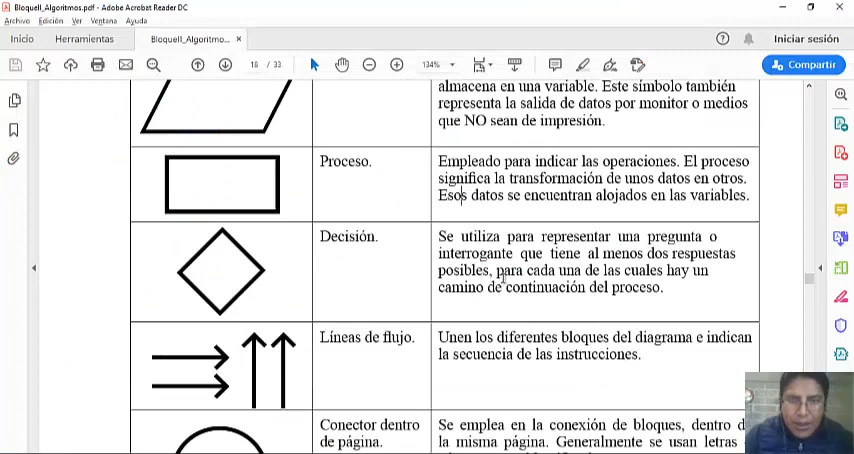 BloqueII_Algoritmos.pdf - Adobe Acrobat Reader DC
Archivo Edición Ver Ventana Ayuda
Inicio Herramientas BloqueII_Algoritmo... × Iniciar sesión
18 / 33 134% Compartir
almacena en una variable. Este símbolo también
representa la salida de datos por monitor o medios
que NO sean de impresión.
Proceso.
Empleado para indicar las operaciones. El proceso
significa la transformación de unos datos en otros.
Esos datos se encuentran alojados en las variables.
Decisión.
Se utiliza para representar una pregunta o
interrogante que tiene al menos dos respuestas
posibles, para cada una de las cuales hay un
camino de continuación del proceso.
Líneas de flujo.
Unen los diferentes bloques del diagrama e indican
la secuencia de las instrucciones.
Conector dentro
de página.
Se emplea en la conexión de bloques, dentro d
la misma página. Generalmente se usan letras